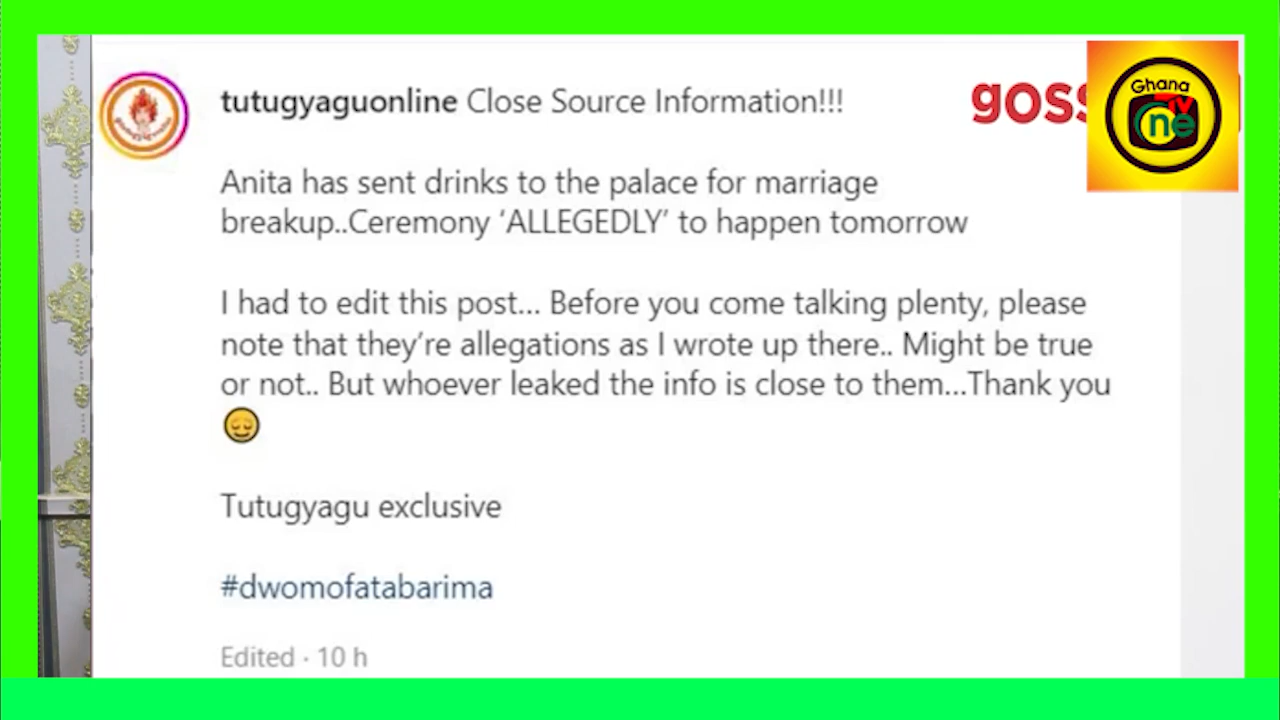 tutugyaguonline Close Source Information!!!
goss
Ghana
TV
One
Anita has sent drinks to the palace for marriage
breakup..Ceremony ‘ALLEGEDLY’ to happen tomorrow
I had to edit this post... Before you come talking plenty, please
note that they’re allegations as I wrote up there.. Might be true
or not.. But whoever leaked the info is close to them...Thank you
😌
Tutugyagu exclusive
#dwomofatabarima
Edited · 10 h